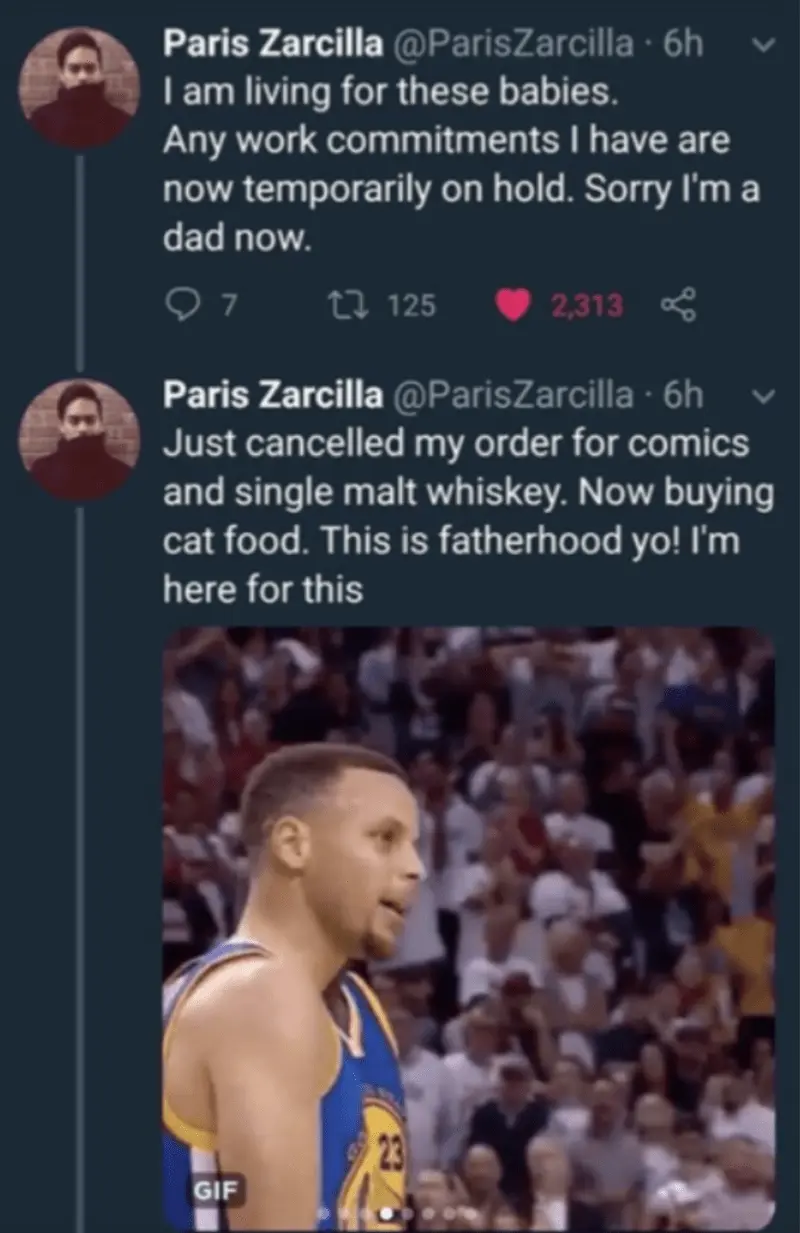 Paris Zarcilla @ParisZarcilla · 6h
I am living for these babies.
Any work commitments I have are
now temporarily on hold. Sorry I'm a
dad now.
7 125 2,313
Paris Zarcilla @ParisZarcilla · 6h
Just cancelled my order for comics
and single malt whiskey. Now buying
cat food. This is fatherhood yo! I'm
here for this
23
GIF